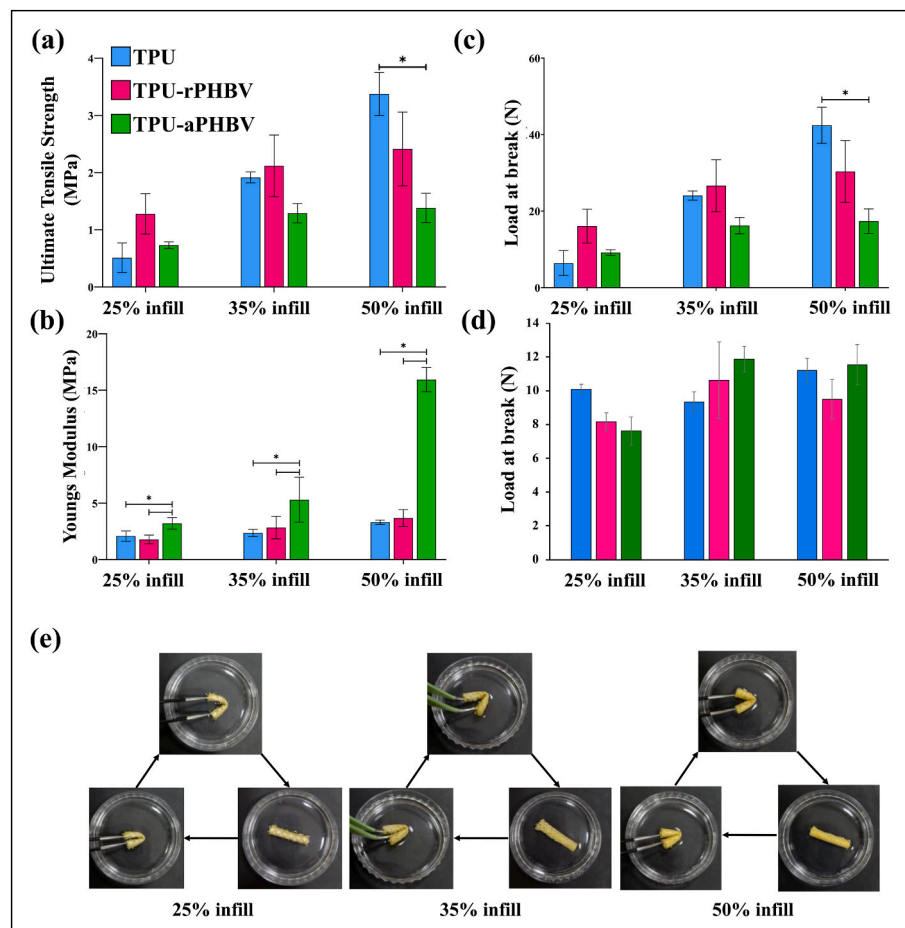 (a)
TPU
TPU-rPHBV
TPU-aPHBV
Ultimate Tensile Strength
(MPa)
4
3
2
1
0
*
25% infill
35% infill
50% infill
(c)
Load at break (N)
60
40
20
0
*
25% infill
35% infill
50% infill
(b)
Youngs Modulus (MPa)
20
15
10
5
0
*
*
*
25% infill
35% infill
50% infill
(d)
Load at break (N)
14
12
10
8
6
4
2
0
25% infill
35% infill
50% infill
(e)
25% infill
35% infill
50% infill